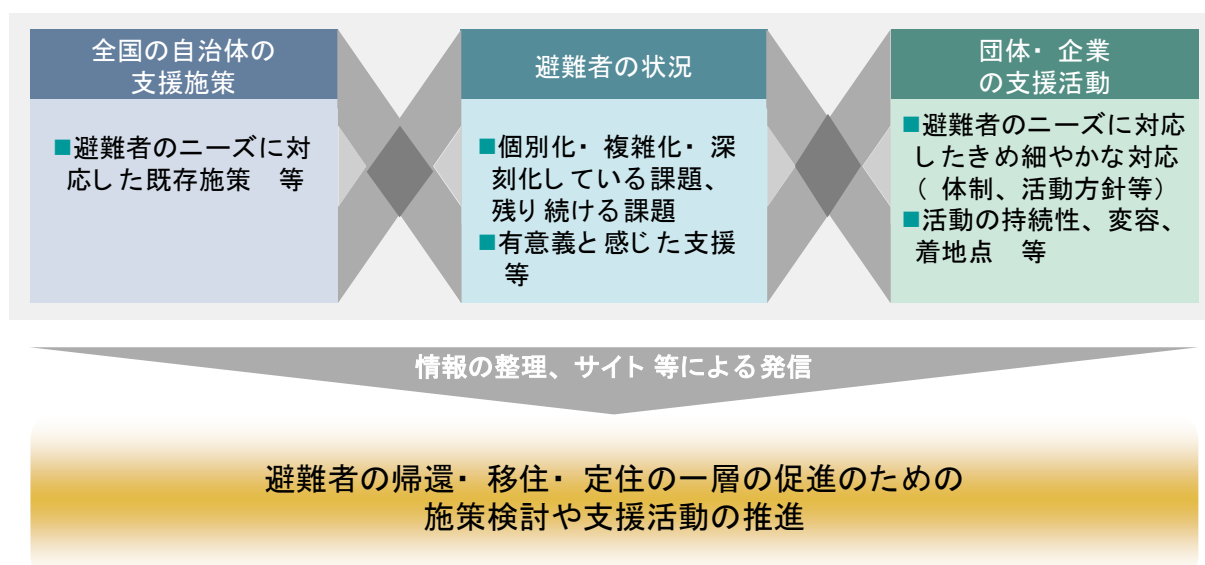 全国の自治体の
支援施策
■避難者のニーズに対
応した既存施策　等
避難者の状況
■個別化・複雑化・深
刻化している課題、
残り続ける課題
■有意義と感じた支援
等
団体・企業
の支援活動
■避難者のニーズに対応
したきめ細やかな対応
（体制、活動方針等）
■活動の持続性、変容、
着地点　等
情報の整理、サイト等による発信
避難者の帰還・移住・定住の一層の促進のための
施策検討や支援活動の推進